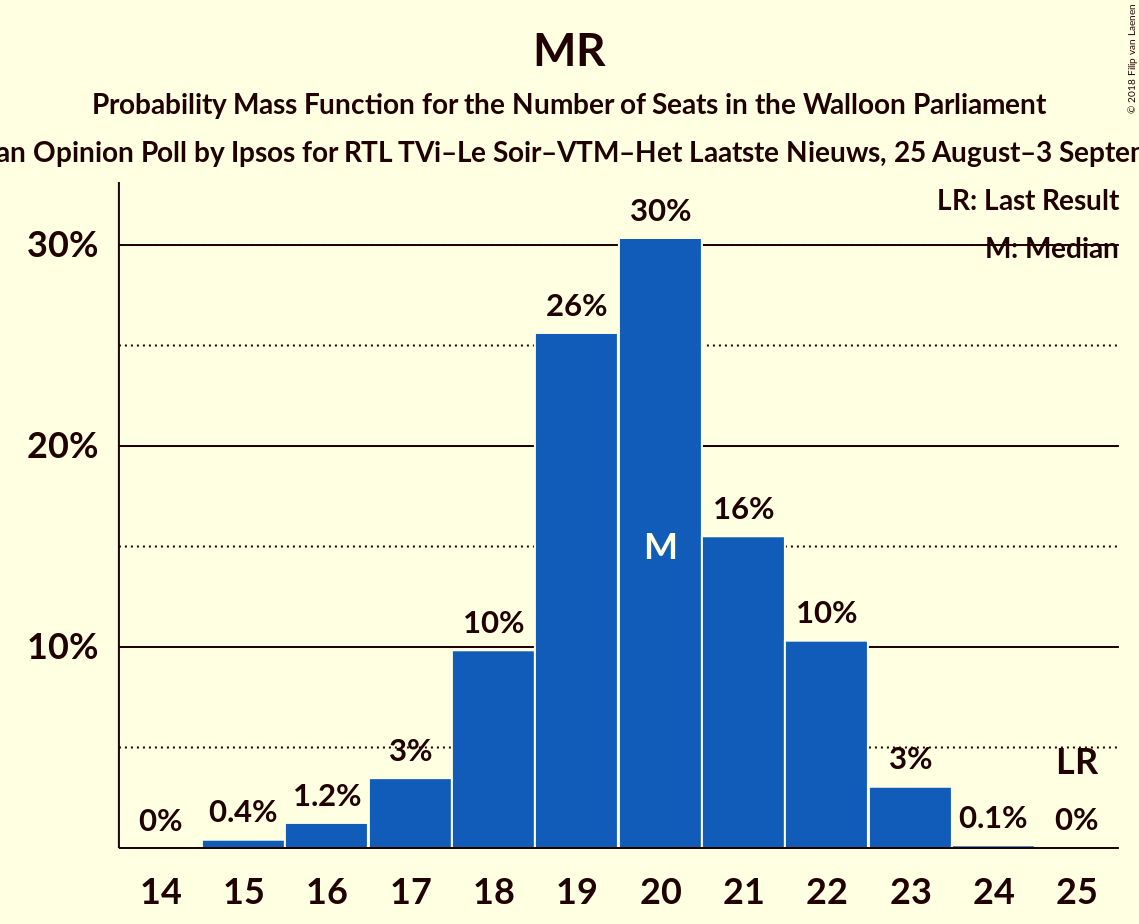 MR
Probability Mass Function for the Number of Seats in the Walloon Parliament
an Opinion Poll by Ipsos for RTL TVi–Le Soir–VTM–Het Laatste Nieuws, 25 August–3 Septe
© 2018 Filip van Laenen
LR: Last Result
M: Median
30%
20%
10%
0%
0.4%
1.2%
3%
10%
26%
30%
16%
10%
3%
0.1%
0%
M
LR
14 15 16 17 18 19 20 21 22 23 24 25